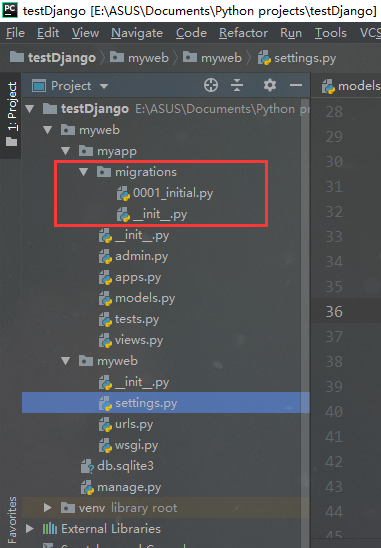 PC testDjango [E:\ASUS\Documents\Python projects\testDjango]
File Edit View Navigate Code Refactor Run Tools VCS
testDjango myweb myweb settings.py
1: Project
Project
models
testDjango E:\ASUS\Documents\Python pr
myweb
myapp
migrations
0001_initial.py
__init__.py
__init__.py
admin.py
apps.py
models.py
tests.py
views.py
myweb
__init__.py
settings.py
urls.py
wsgi.py
db.sqlite3
manage.py
venv library root
External Libraries
28
29
30
31
32
33
34
35
36
37
38
39
40
41
42
43
44
45
Favorites